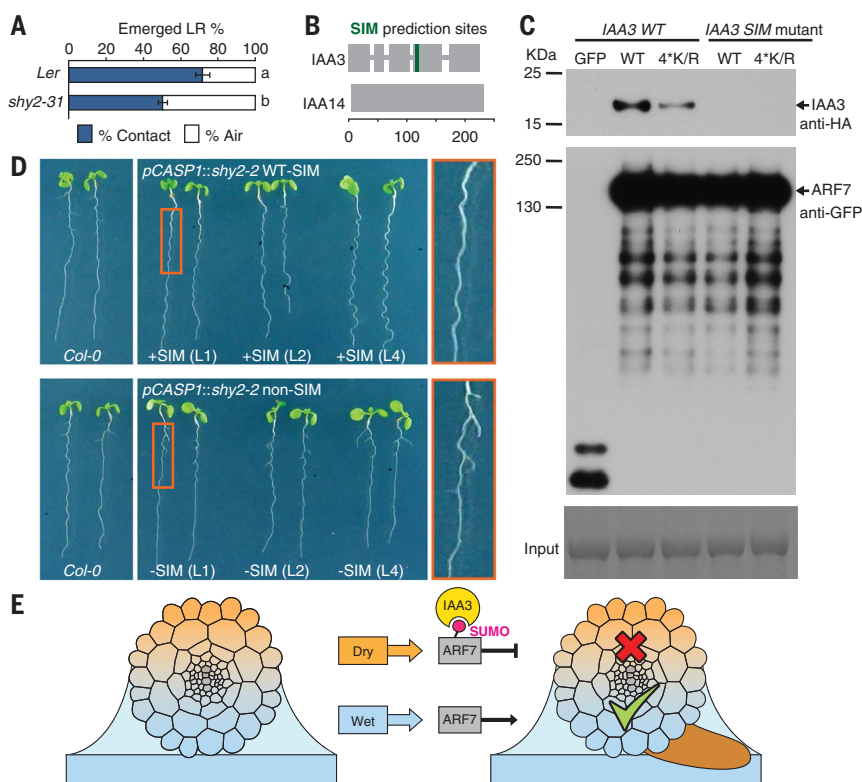 A
Emerged LR %
0 20 40 60 80 100
Ler
a
shy2-31
b
% Contact
% Air
B
SIM prediction sites
IAA3
IAA14
0 100 200
C
IAA3 WT
IAA3 SIM mutant
KDa
GFP WT 4*K/R WT 4*K/R
25
15
IAA3
anti-HA
250
130
ARF7
anti-GFP
Input
D
pCASP1::shy2-2 WT-SIM
Col-0
+SIM (L1)
+SIM (L2)
+SIM (L4)
pCASP1::shy2-2 non-SIM
Col-0
-SIM (L1)
-SIM (L2)
-SIM (L4)
E
IAA3
SUMO
Dry
ARF7
Wet
ARF7